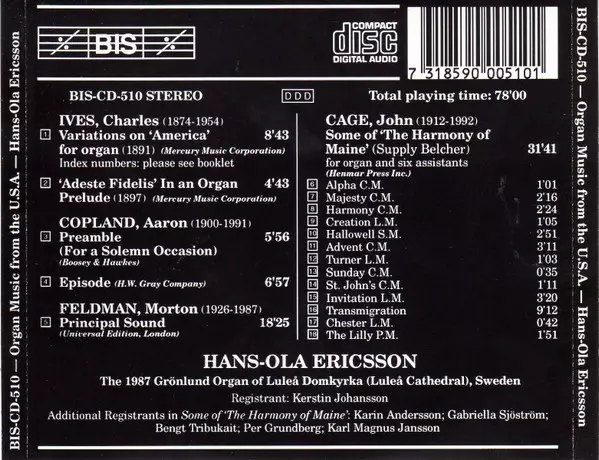 BIS
COMPACT
disc
DIGITAL AUDIO
7 318590 005101
BIS-CD-510 STEREO
DDD
Total playing time: 78'00
IVES, Charles (1874-1954)
1 Variations on 'America' 8'43
for organ (1891) (Mercury Music Corporation)
Index numbers: please see booklet
2 'Adeste Fidelis' In an Organ 4'43
Prelude (1897) (Mercury Music Corporation)
COPLAND, Aaron (1900-1991)
3 Preamble 5'56
(For a Solemn Occasion)
(Boosey & Hawkes)
4 Episode (H.W. Gray Company) 6'57
FELDMAN, Morton (1926-1987)
5 Principal Sound 18'25
(Universal Edition, London)
CAGE, John (1912-1992)
Some of 'The Harmony of
Maine' (Supply Belcher) 31'41
for organ and six assistants
(Henmar Press Inc.)
6 Alpha C.M. 1'01
7 Majesty C.M. 2'16
8 Harmony C.M. 2'24
9 Creation L.M. 1'05
10 Hallowell S.M. 2'51
11 Advent C.M. 3'11
12 Turner L.M. 1'03
13 Sunday C.M. 0'35
14 St. John's C.M. 1'11
15 Invitation L.M. 3'20
16 Transmigration 9'12
17 Chester L.M. 0'42
18 The Lilly P.M. 1'51
HANS-OLA ERICSSON
The 1987 Grönlund Organ of Luleå Domkyrka (Luleå Cathedral), Sweden
Registrant: Kerstin Johansson
Additional Registrants in Some of 'The Harmony of Maine': Karin Andersson; Gabriella Sjöström;
Bengt Tribukait; Per Grundberg; Karl Magnus Jansson
BIS-CD-510 — Organ Music from the U.S.A. — Hans-Ola Ericsson
BIS-CD-510 — Organ Music from the U.S.A. — Hans-Ola Ericsson